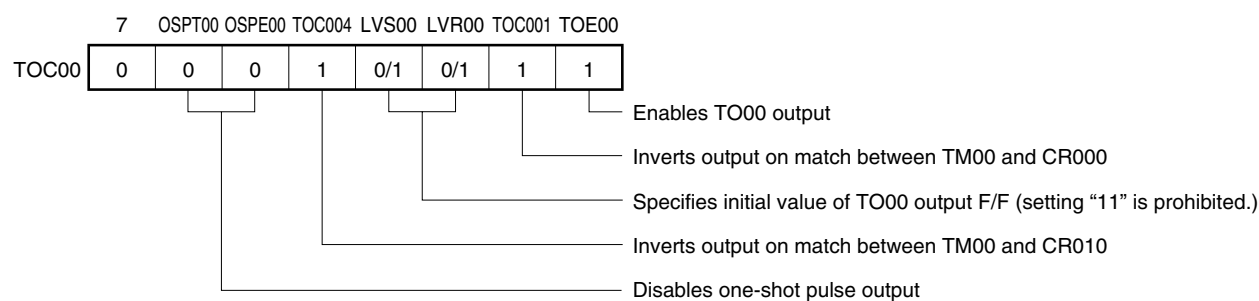 7 OSPT00 OSPE00 TOC004 LVS00 LVR00 TOC001 TOE00
TOC00 0 0 0 1 0/1 0/1 1 1
Enables TO00 output
Inverts output on match between TM00 and CR000
Specifies initial value of TO00 output F/F (setting “11” is prohibited.)
Inverts output on match between TM00 and CR010
Disables one-shot pulse output